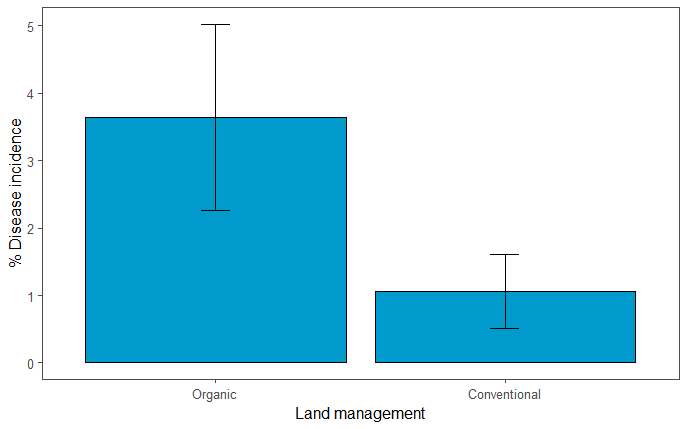 % Disease incidence
5
4
3
2
1
0
Organic
Conventional
Land management